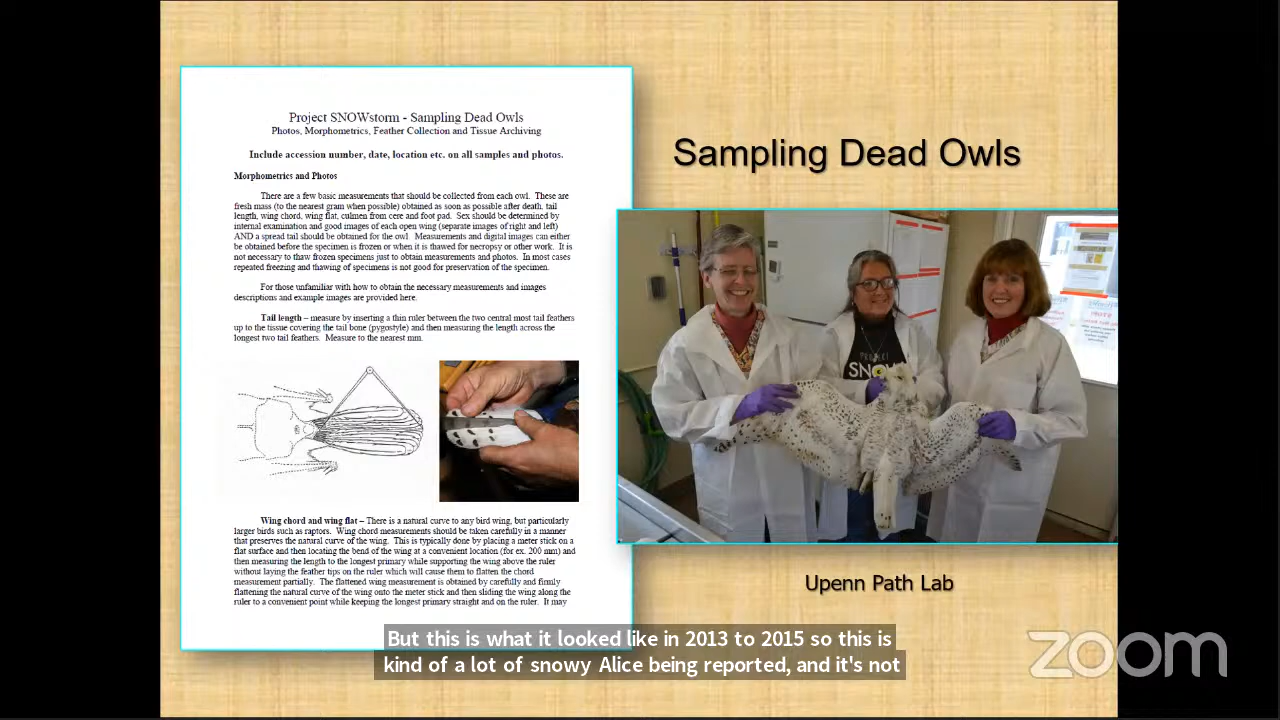 Project SNOWstorm - Sampling Dead Owls
Photos, Morphometrics, Feather Collection and Tissue Archiving
Include accession number, date, location etc. on all samples and photos.
Morphometrics and Photos
There are a few basic measurements that should be collected from each owl. These are
fresh mass (to the nearest gram when possible) obtained as soon as possible after death, tail
length, wing chord, wing flat, culmen from cere and foot pad. Sex should be determined by
internal examination and good images of each open wing (separate images of right and left)
AND a spread tail should be obtained for the owl. Measurements and digital images can either
be obtained before the specimen is frozen or when it is thawed for necropsy or other work. It is
not necessary to thaw frozen specimens just to obtain measurements and photos. In most cases
repeated freezing and thawing of specimens is not good for preservation of the specimen.
For those unfamiliar with how to obtain the necessary measurements and images
descriptions and example images are provided here.
Tail length – measure by inserting a thin ruler between the two central most tail feathers
up to the tissue covering the tail bone (pygostyle) and then measuring the length across the
longest two tail feathers. Measure to the nearest mm.
Wing chord and wing flat – There is a natural curve to any bird wing, but particularly
larger birds such as raptors. Wing chord measurements should be taken carefully in a manner
that preserves the natural curve of the wing. This is typically done by placing a meter stick on a
flat surface and then locating the bend of the wing at a convenient location (for ex. 200 mm) and
then measuring the length to the longest primary while supporting the wing above the ruler
without laying the feather tips on the ruler which will cause them to flatten the chord
measurement partially. The flattened wing measurement is obtained by carefully and firmly
flattening the natural curve of the wing onto the meter stick and then sliding the wing along the
ruler to a convenient point while keeping the longest primary straight and on the ruler. It may
Sampling Dead Owls
PROJECT
SNOW
Upenn Path Lab
But this is what it looked like in 2013 to 2015 so this is
kind of a lot of snowy Alice being reported, and it's not
zoom